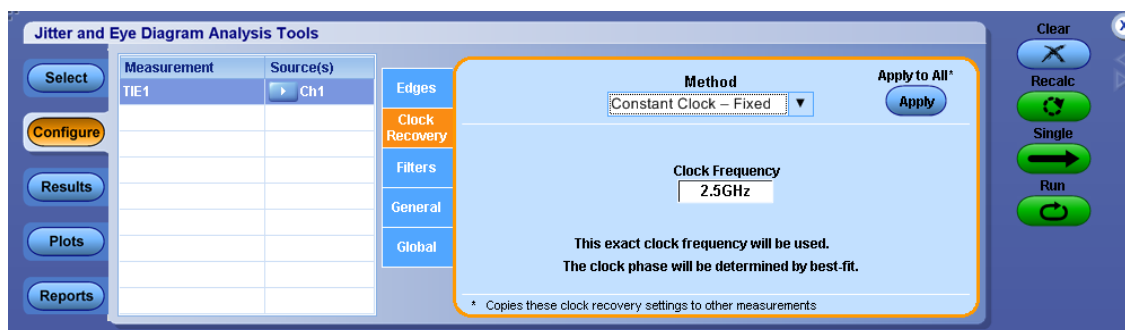 Jitter and Eye Diagram Analysis Tools
Select
Configure
Results
Plots
Reports
Measurement Source(s)
TIE1 Ch1
Edges
Clock
Recovery
Filters
General
Global
Method
Constant Clock – Fixed
Apply to All*
Apply
Clock Frequency
2.5GHz
This exact clock frequency will be used.
The clock phase will be determined by best-fit.
* Copies these clock recovery settings to other measurements
Clear
Recalc
Single
Run